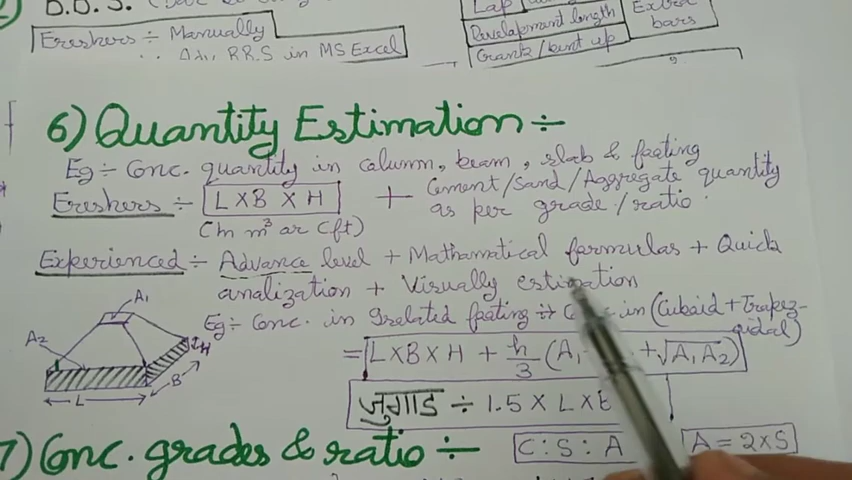 B.B.S.
Freshers ÷ Manually
Adv. B.B.S in MS Excel
Lap
Development length
Crank/bent up
Extra bars
6) Quantity Estimation ÷
Eg ÷ Conc. quantity in column, beam, slab & footing
Freshers ÷ L X B X H + Cement/Sand/Aggregate quantity
(In m³ or Cft) as per grade/ratio.
Experienced ÷ Advance level + Mathamatical formulas + Quick
analization + Visually estimation
Eg ÷ Conc. in Isolated footing ÷ in (Cuboid + Trapez-
oidal)
= L X B X H + h/3 (A₁ + √A₁A₂)
जुगाड ÷ 1.5 X L X
A₁
A₂
H
B
L
7) Conc. grades & ratio ÷ C : S : A A = 2 X S